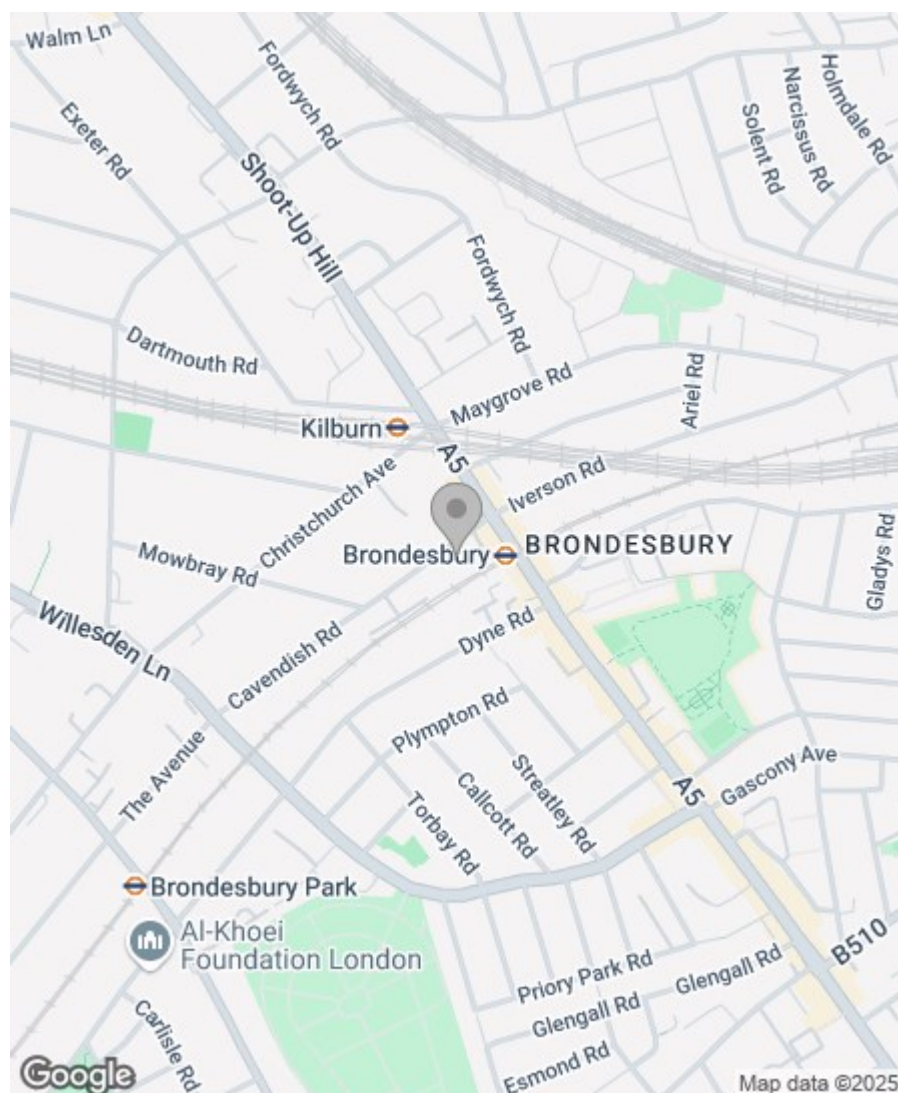 Walm Ln
Fordwych Rd
Holmdale Rd
Narcissus Rd
Solent Rd
Exeter Rd
Shoot-Up Hill
Fordwych Rd
Dartmouth Rd
Ariel Rd
Maygrove Rd
Kilburn
A5
Christchurch Ave
Iverson Rd
Brondesbury
BRONDESBURY
Mowbray Rd
Gladys Rd
Willesden Ln
Cavendish Rd
Dyne Rd
Plympton Rd
The Avenue
Streatley Rd
Callcott Rd
Torbay Rd
A5
Gascony Ave
Brondesbury Park
Al-Khoei
Foundation London
Priory Park Rd
B510
Glengall Rd
Glengall Rd
Carlisle Rd
Esmond Rd
Google
Map data ©2025